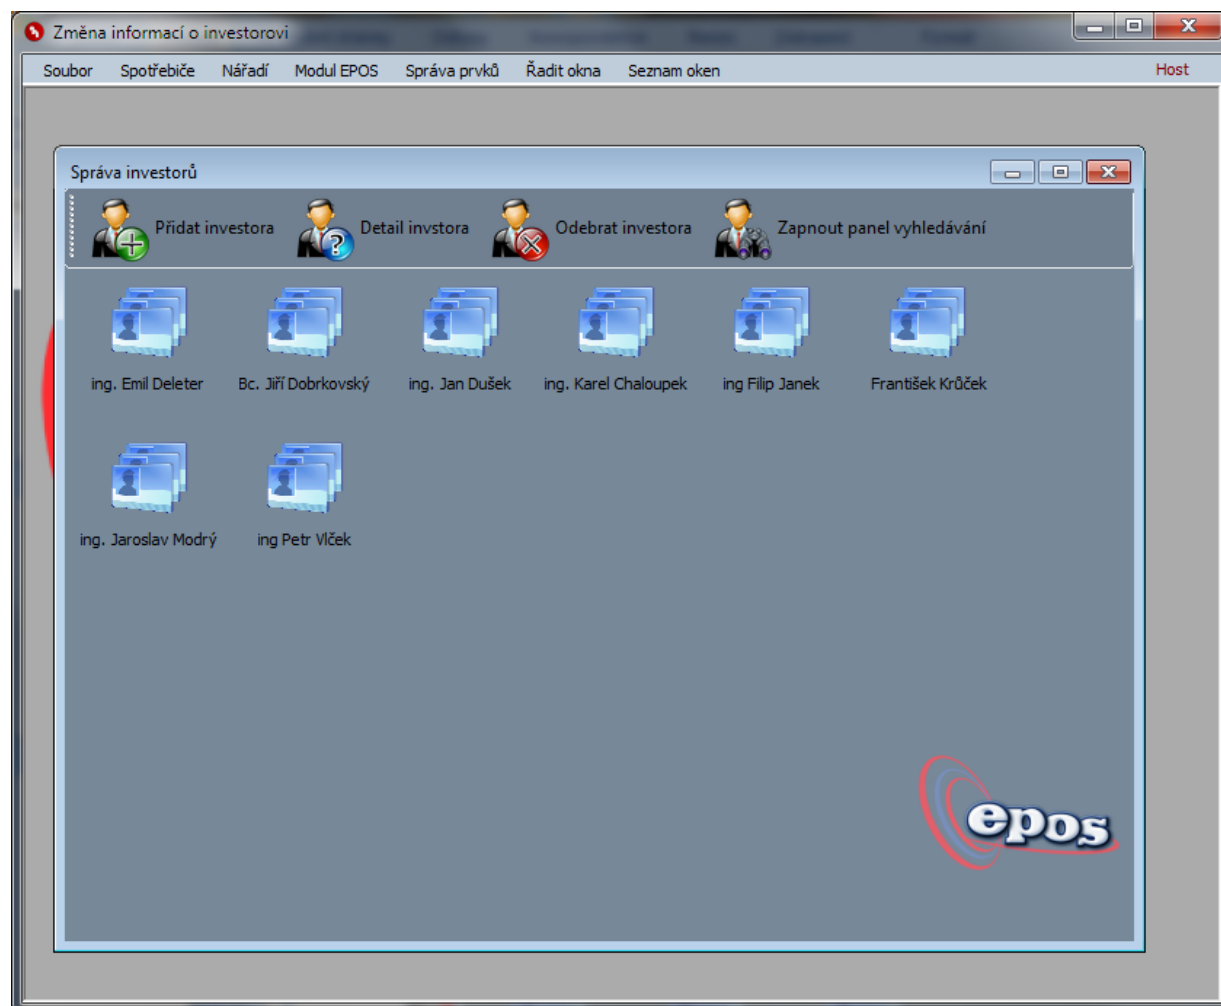 Změna informací o investorovi
Soubor Spotřebiče Nářadí Modul EPOS Správa prvků Řadit okna Seznam oken Host
Správa investorů
Přidat investora Detail invstora Odebrat investora Zapnout panel vyhledávání
ing. Emil Deleter Bc. Jiří Dobrkovský ing. Jan Dušek ing. Karel Chaloupek ing Filip Janek František Krůček
ing. Jaroslav Modrý ing Petr Vlček
epos